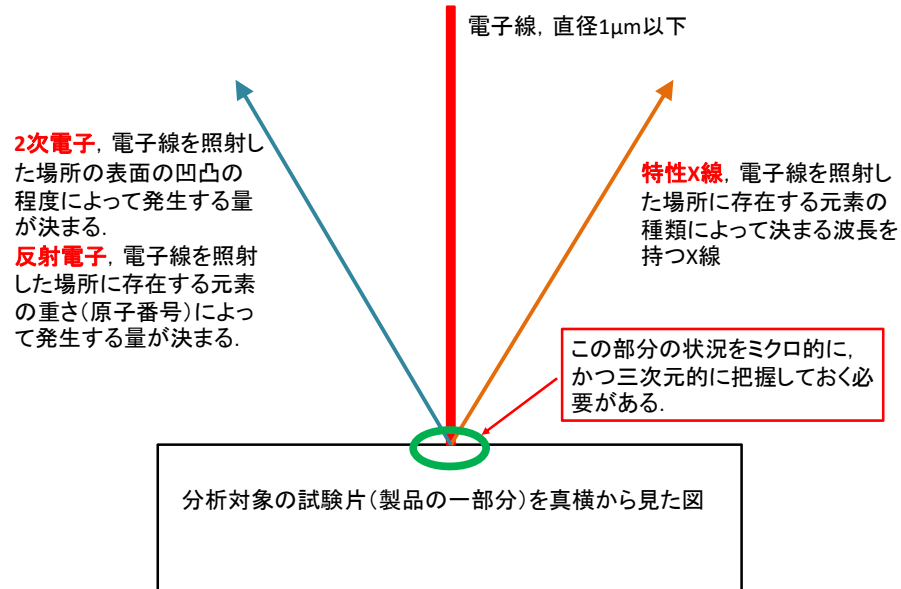 電子線，直径1μm以下
2次電子，電子線を照射し
た場所の表面の凹凸の
程度によって発生する量
が決まる．
反射電子，電子線を照射
した場所に存在する元素
の重さ（原子番号）によっ
て発生する量が決まる．
特性X線，電子線を照射し
た場所に存在する元素の
種類によって決まる波長を
持つX線
この部分の状況をミクロ的に，
かつ三次元的に把握しておく必
要がある．
分析対象の試験片（製品の一部分）を真横から見た図